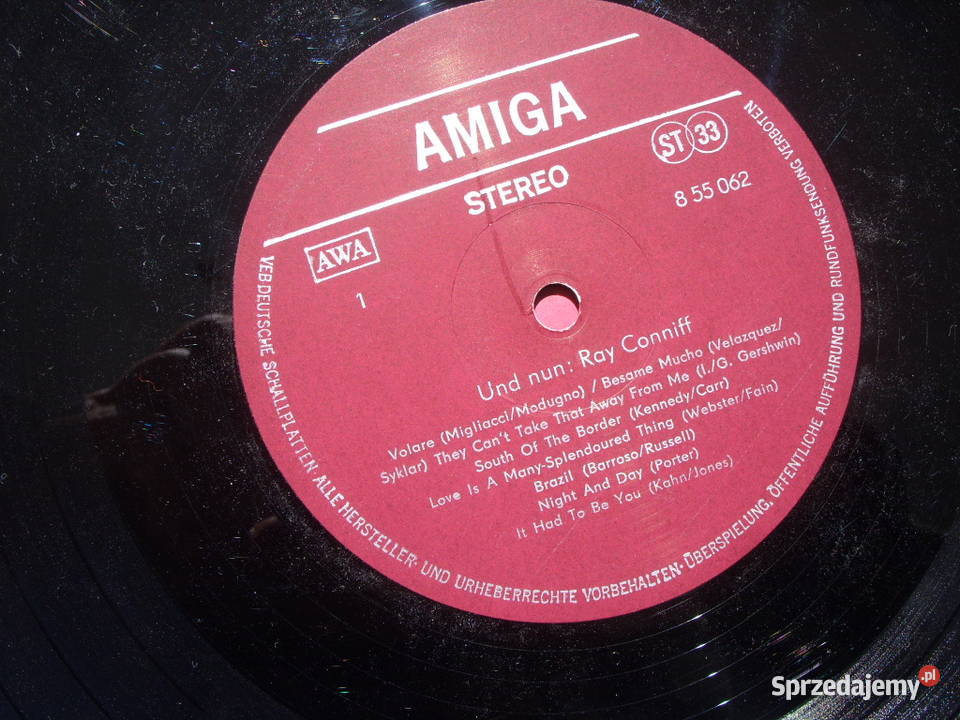 AMIGA
STEREO
ST 33
8 55 062
AWA
1
Und nun: Ray Conniff
Volare (Migliacci/Modugno) / Besame Mucho (Velazquez/
Syklar) They Can't Take That Away From Me (I./G. Gershwin)
South Of The Border (Kennedy/Carr)
Love Is A Many-Splendoured Thing (Webster/Fain)
Brazil (Barroso/Russell)
Night And Day (Porter)
It Had To Be You (Kahn/Jones)
VEB DEUTSCHE SCHALLPLATTEN · ALLE HERSTELLER- UND URHEBERRECHTE VORBEHALTEN · ÜBERSPIELUNG, ÖFFENTLICHE AUFFÜHRUNG UND RUNDFUNKSENDUNG VERBOTEN
Sprzedajemy.pl